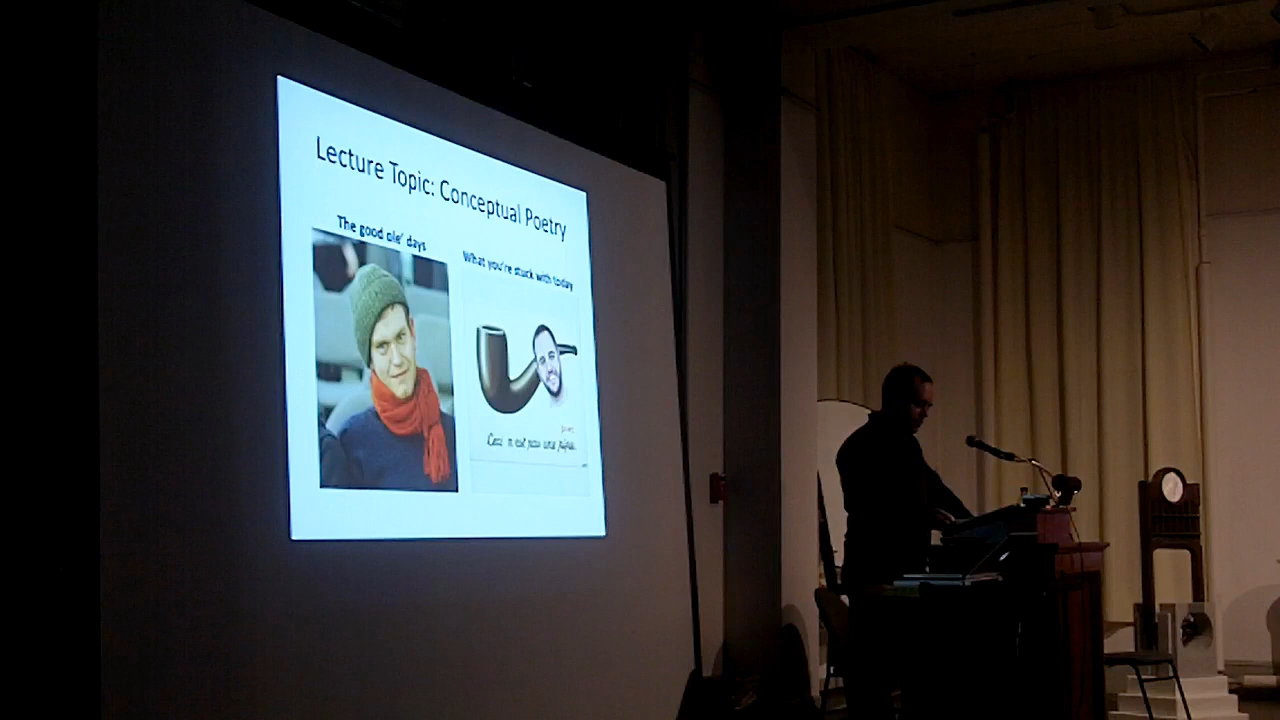 Lecture Topic: Conceptual Poetry
The good ole' days
What you're stuck with today
Ceci n'est pas une pipe.